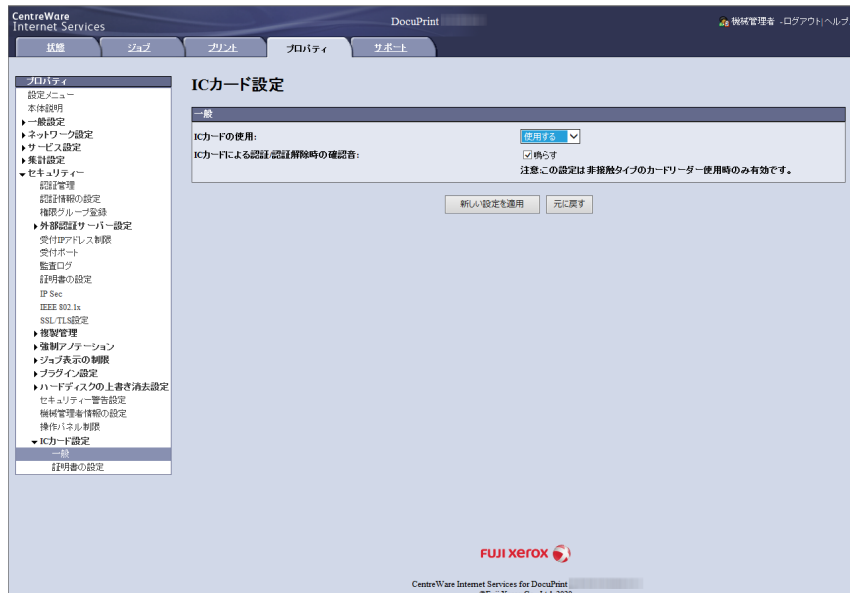 CentreWare
Internet Services
DocuPrint
機械管理者 -ログアウト|ヘルプ
状態
ジョブ
プリント
プロパティ
サポート
プロパティ
設定メニュー
本体説明
一般設定
ネットワーク設定
サービス設定
集計設定
セキュリティー
認証管理
認証情報の設定
権限グループ登録
外部認証サーバー設定
受付IPアドレス制限
受付ポート
監査ログ
証明書の設定
IP Sec
IEEE 802.1x
SSL/TLS設定
複製管理
強制アノテーション
ジョブ表示の制限
プラグイン設定
ハードディスクの上書き消去設定
セキュリティー警告設定
機械管理者情報の設定
操作パネル制限
ICカード設定
一般
証明書の設定
ICカード設定
一般
ICカードの使用:
使用する
ICカードによる認証/認証解除時の確認音:
鳴らす
注意:この設定は非接触タイプのカードリーダー使用時のみ有効です。
新しい設定を適用
元に戻す
FUJI XEROX
CentreWare Internet Services for DocuPrint